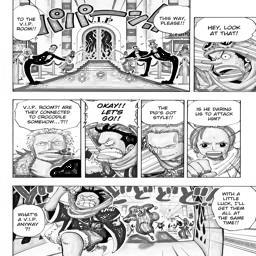 HEY, LOOK
AT THAT!
THIS WAY,
PLEASE!!
V.I.P.
TO THE
V.I.P.
ROOM!!
IS HE DARING
US TO ATTACK
HIM?
THE
PIG'S GOT
STYLE!!
OKAY!!
LET'S
GO!!
V.I.P. ROOM?! ARE
THEY CONNECTED
TO CROCODILE
SOMEHOW...?!
WITH A
LITTLE
LUCK, I'LL
GET THEM
ALL AT THE
SAME
TIME!!
WHAT'S
A V.I.P.
ANYWAY
?!